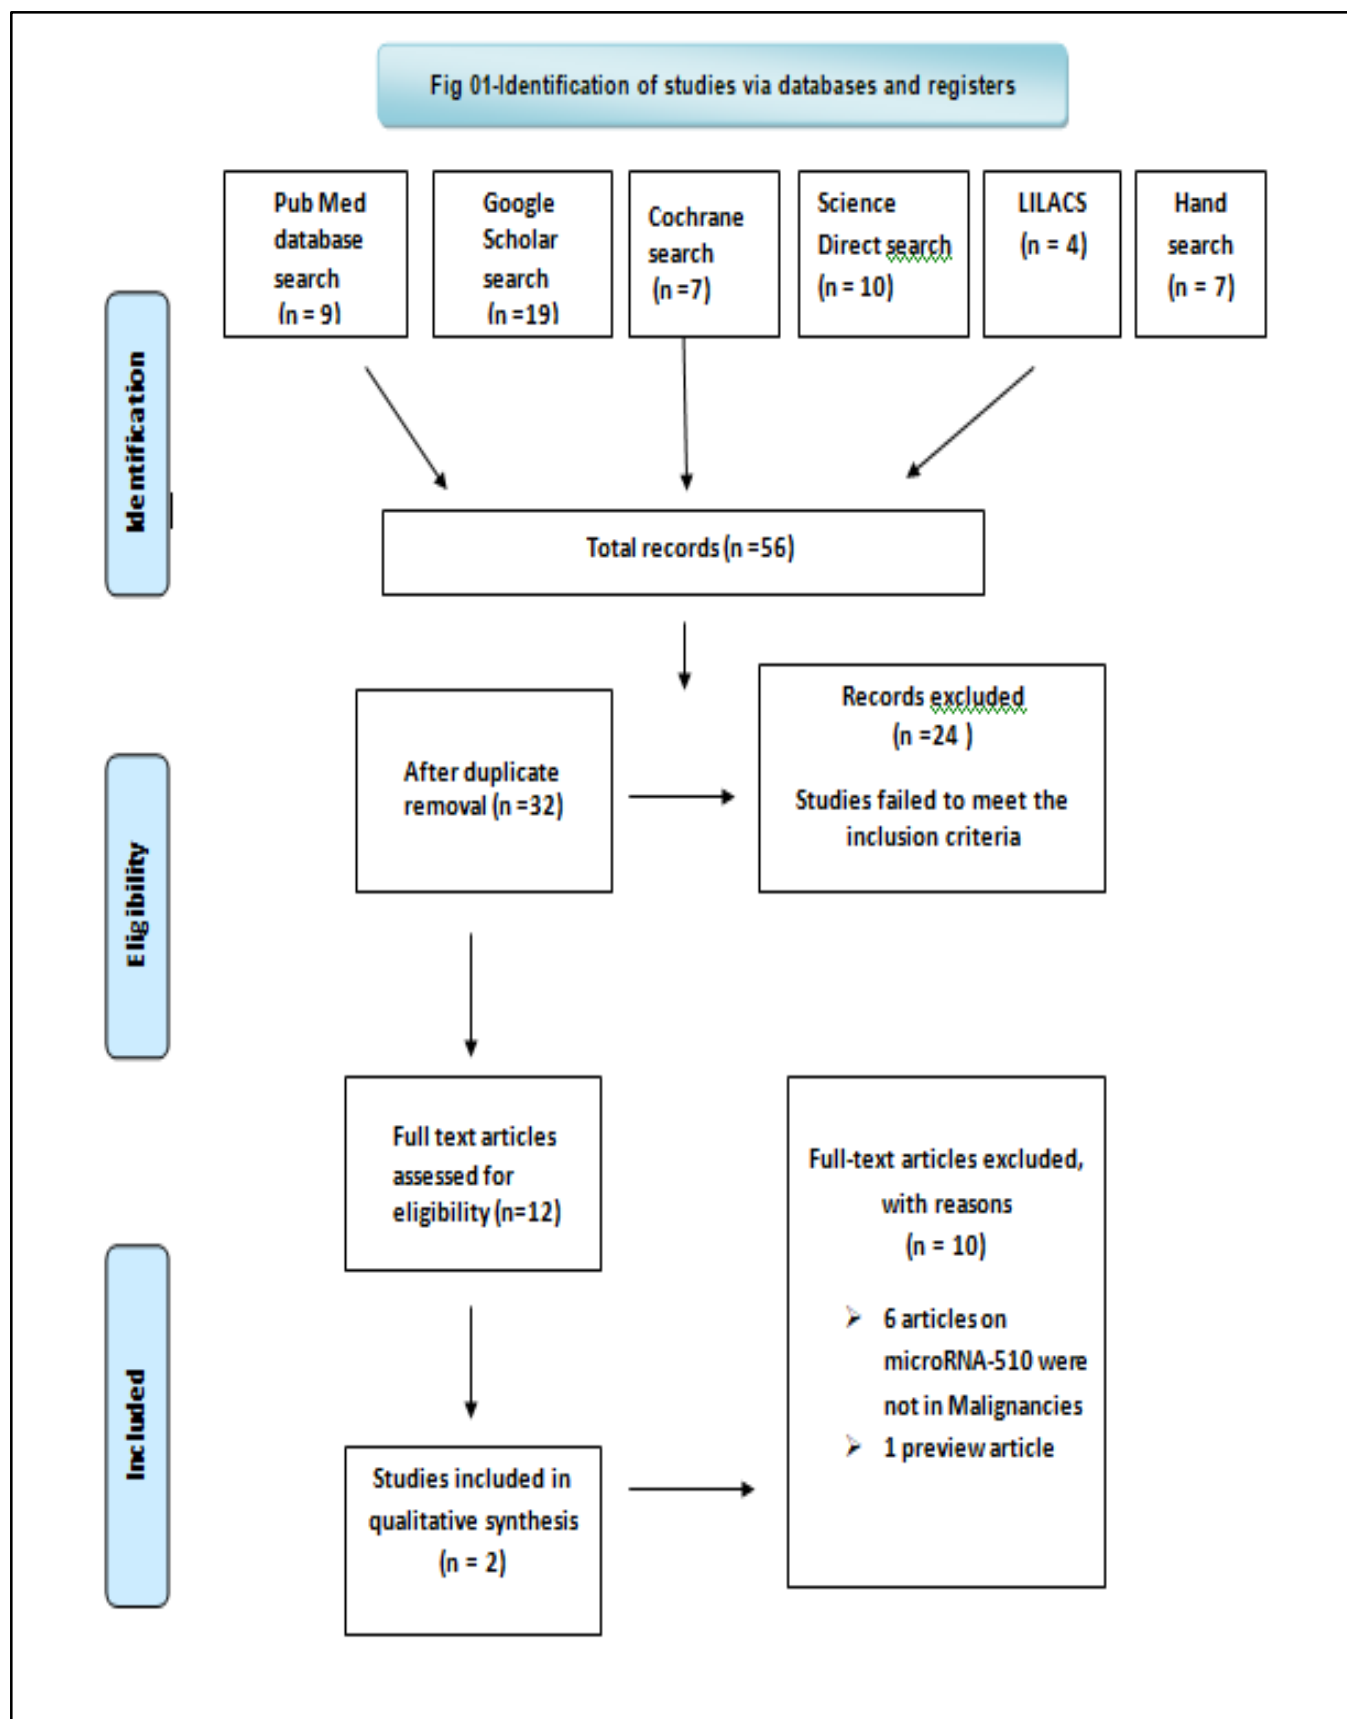 Fig 01-Identification of studies via databases and registers
Pub Med
database
search
(n = 9)
Google
Scholar
search
(n =19)
Cochrane
search
(n =7)
Science
Direct search
(n = 10)
LILACS
(n = 4)
Hand
search
(n = 7)
Identification
Total records (n =56)
After duplicate
removal (n =32)
Records excluded
(n =24 )
Studies failed to meet the
inclusion criteria
Eligibility
Full text articles
assessed for
eligibility (n=12)
Full-text articles excluded,
with reasons
(n = 10)
➢ 6 articles on
microRNA-510 were
not in Malignancies
➢ 1 preview article
Included
Studies included in
qualitative synthesis
(n = 2)